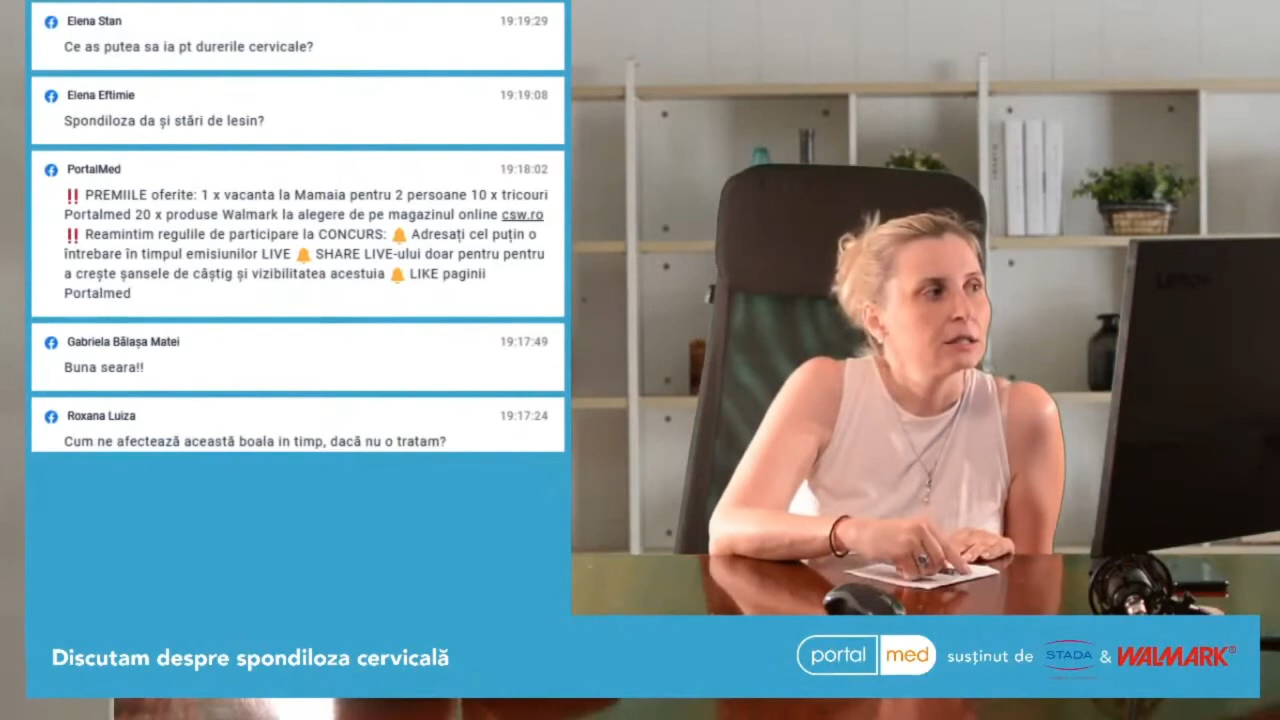 Elena Stan 19:19:29
Ce as putea sa ia pt durerile cervicale?
Elena Eftimie 19:19:08
Spondiloza da și stări de lesin?
PortalMed 19:18:02
‼️ PREMIILE oferite: 1 x vacanta la Mamaia pentru 2 persoane 10 x tricouri
Portalmed 20 x produse Walmark la alegere de pe magazinul online csw.ro
‼️ Reamintim regulile de participare la CONCURS: 🔔 Adresați cel puțin o
întrebare în timpul emisiunilor LIVE 🔔 SHARE LIVE-ului doar pentru pentru
a crește șansele de câștig și vizibilitatea acestuia 🔔 LIKE paginii
Portalmed
Gabriela Bălașa Matei 19:17:49
Buna seara!!
Roxana Luiza 19:17:24
Cum ne afectează această boala in timp, dacă nu o tratam?
Lenovo
Discutam despre spondiloza cervicală
portal med susținut de STADA & WALMARK®